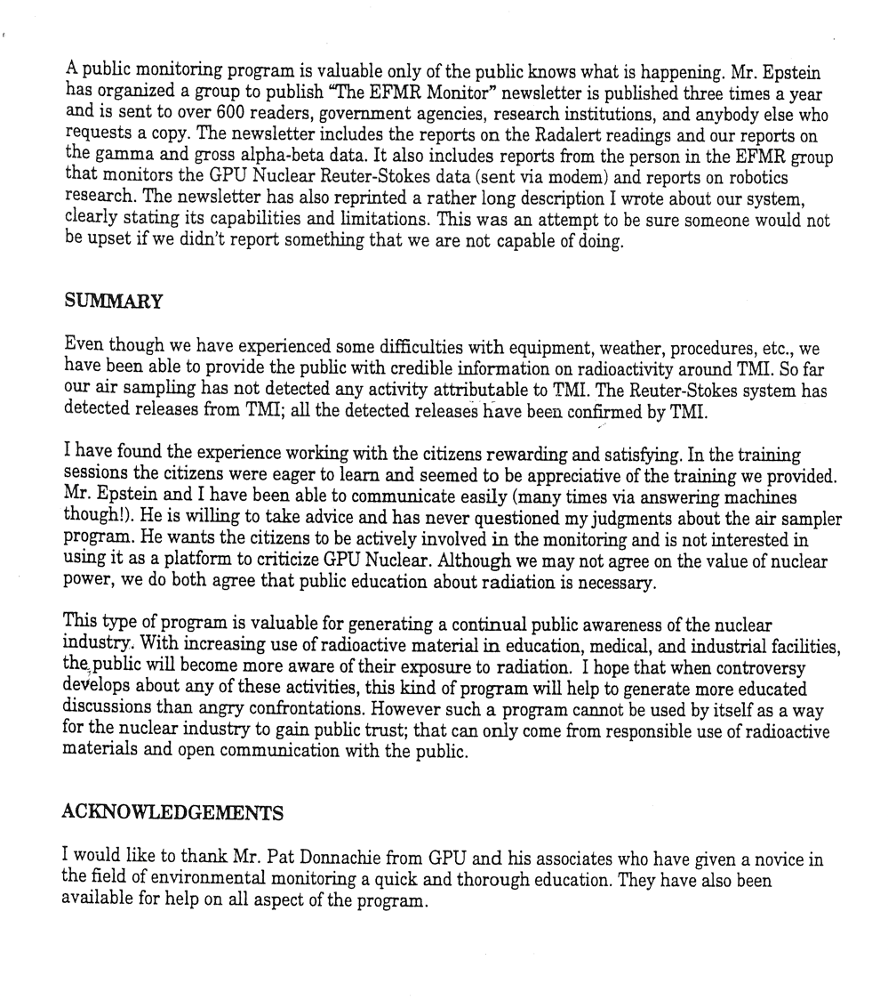 A public monitoring program is valuable only of the public knows what is happening. Mr. Epstein
has organized a group to publish “The EFMR Monitor” newsletter is published three times a year
and is sent to over 600 readers, government agencies, research institutions, and anybody else who
requests a copy. The newsletter includes the reports on the Radalert readings and our reports on
the gamma and gross alpha-beta data. It also includes reports from the person in the EFMR group
that monitors the GPU Nuclear Reuter-Stokes data (sent via modem) and reports on robotics
research. The newsletter has also reprinted a rather long description I wrote about our system,
clearly stating its capabilities and limitations. This was an attempt to be sure someone would not
be upset if we didn’t report something that we are not capable of doing.
SUMMARY
Even though we have experienced some difficulties with equipment, weather, procedures, etc., we
have been able to provide the public with credible information on radioactivity around TMI. So far
our air sampling has not detected any activity attributable to TMI. The Reuter-Stokes system has
detected releases from TMI; all the detected releases have been confirmed by TMI.
I have found the experience working with the citizens rewarding and satisfying. In the training
sessions the citizens were eager to learn and seemed to be appreciative of the training we provided.
Mr. Epstein and I have been able to communicate easily (many times via answering machines
though!). He is willing to take advice and has never questioned my judgments about the air sampler
program. He wants the citizens to be actively involved in the monitoring and is not interested in
using it as a platform to criticize GPU Nuclear. Although we may not agree on the value of nuclear
power, we do both agree that public education about radiation is necessary.
This type of program is valuable for generating a continual public awareness of the nuclear
industry. With increasing use of radioactive material in education, medical, and industrial facilities,
the public will become more aware of their exposure to radiation. I hope that when controversy
develops about any of these activities, this kind of program will help to generate more educated
discussions than angry confrontations. However such a program cannot be used by itself as a way
for the nuclear industry to gain public trust; that can only come from responsible use of radioactive
materials and open communication with the public.
ACKNOWLEDGEMENTS
I would like to thank Mr. Pat Donnachie from GPU and his associates who have given a novice in
the field of environmental monitoring a quick and thorough education. They have also been
available for help on all aspect of the program.